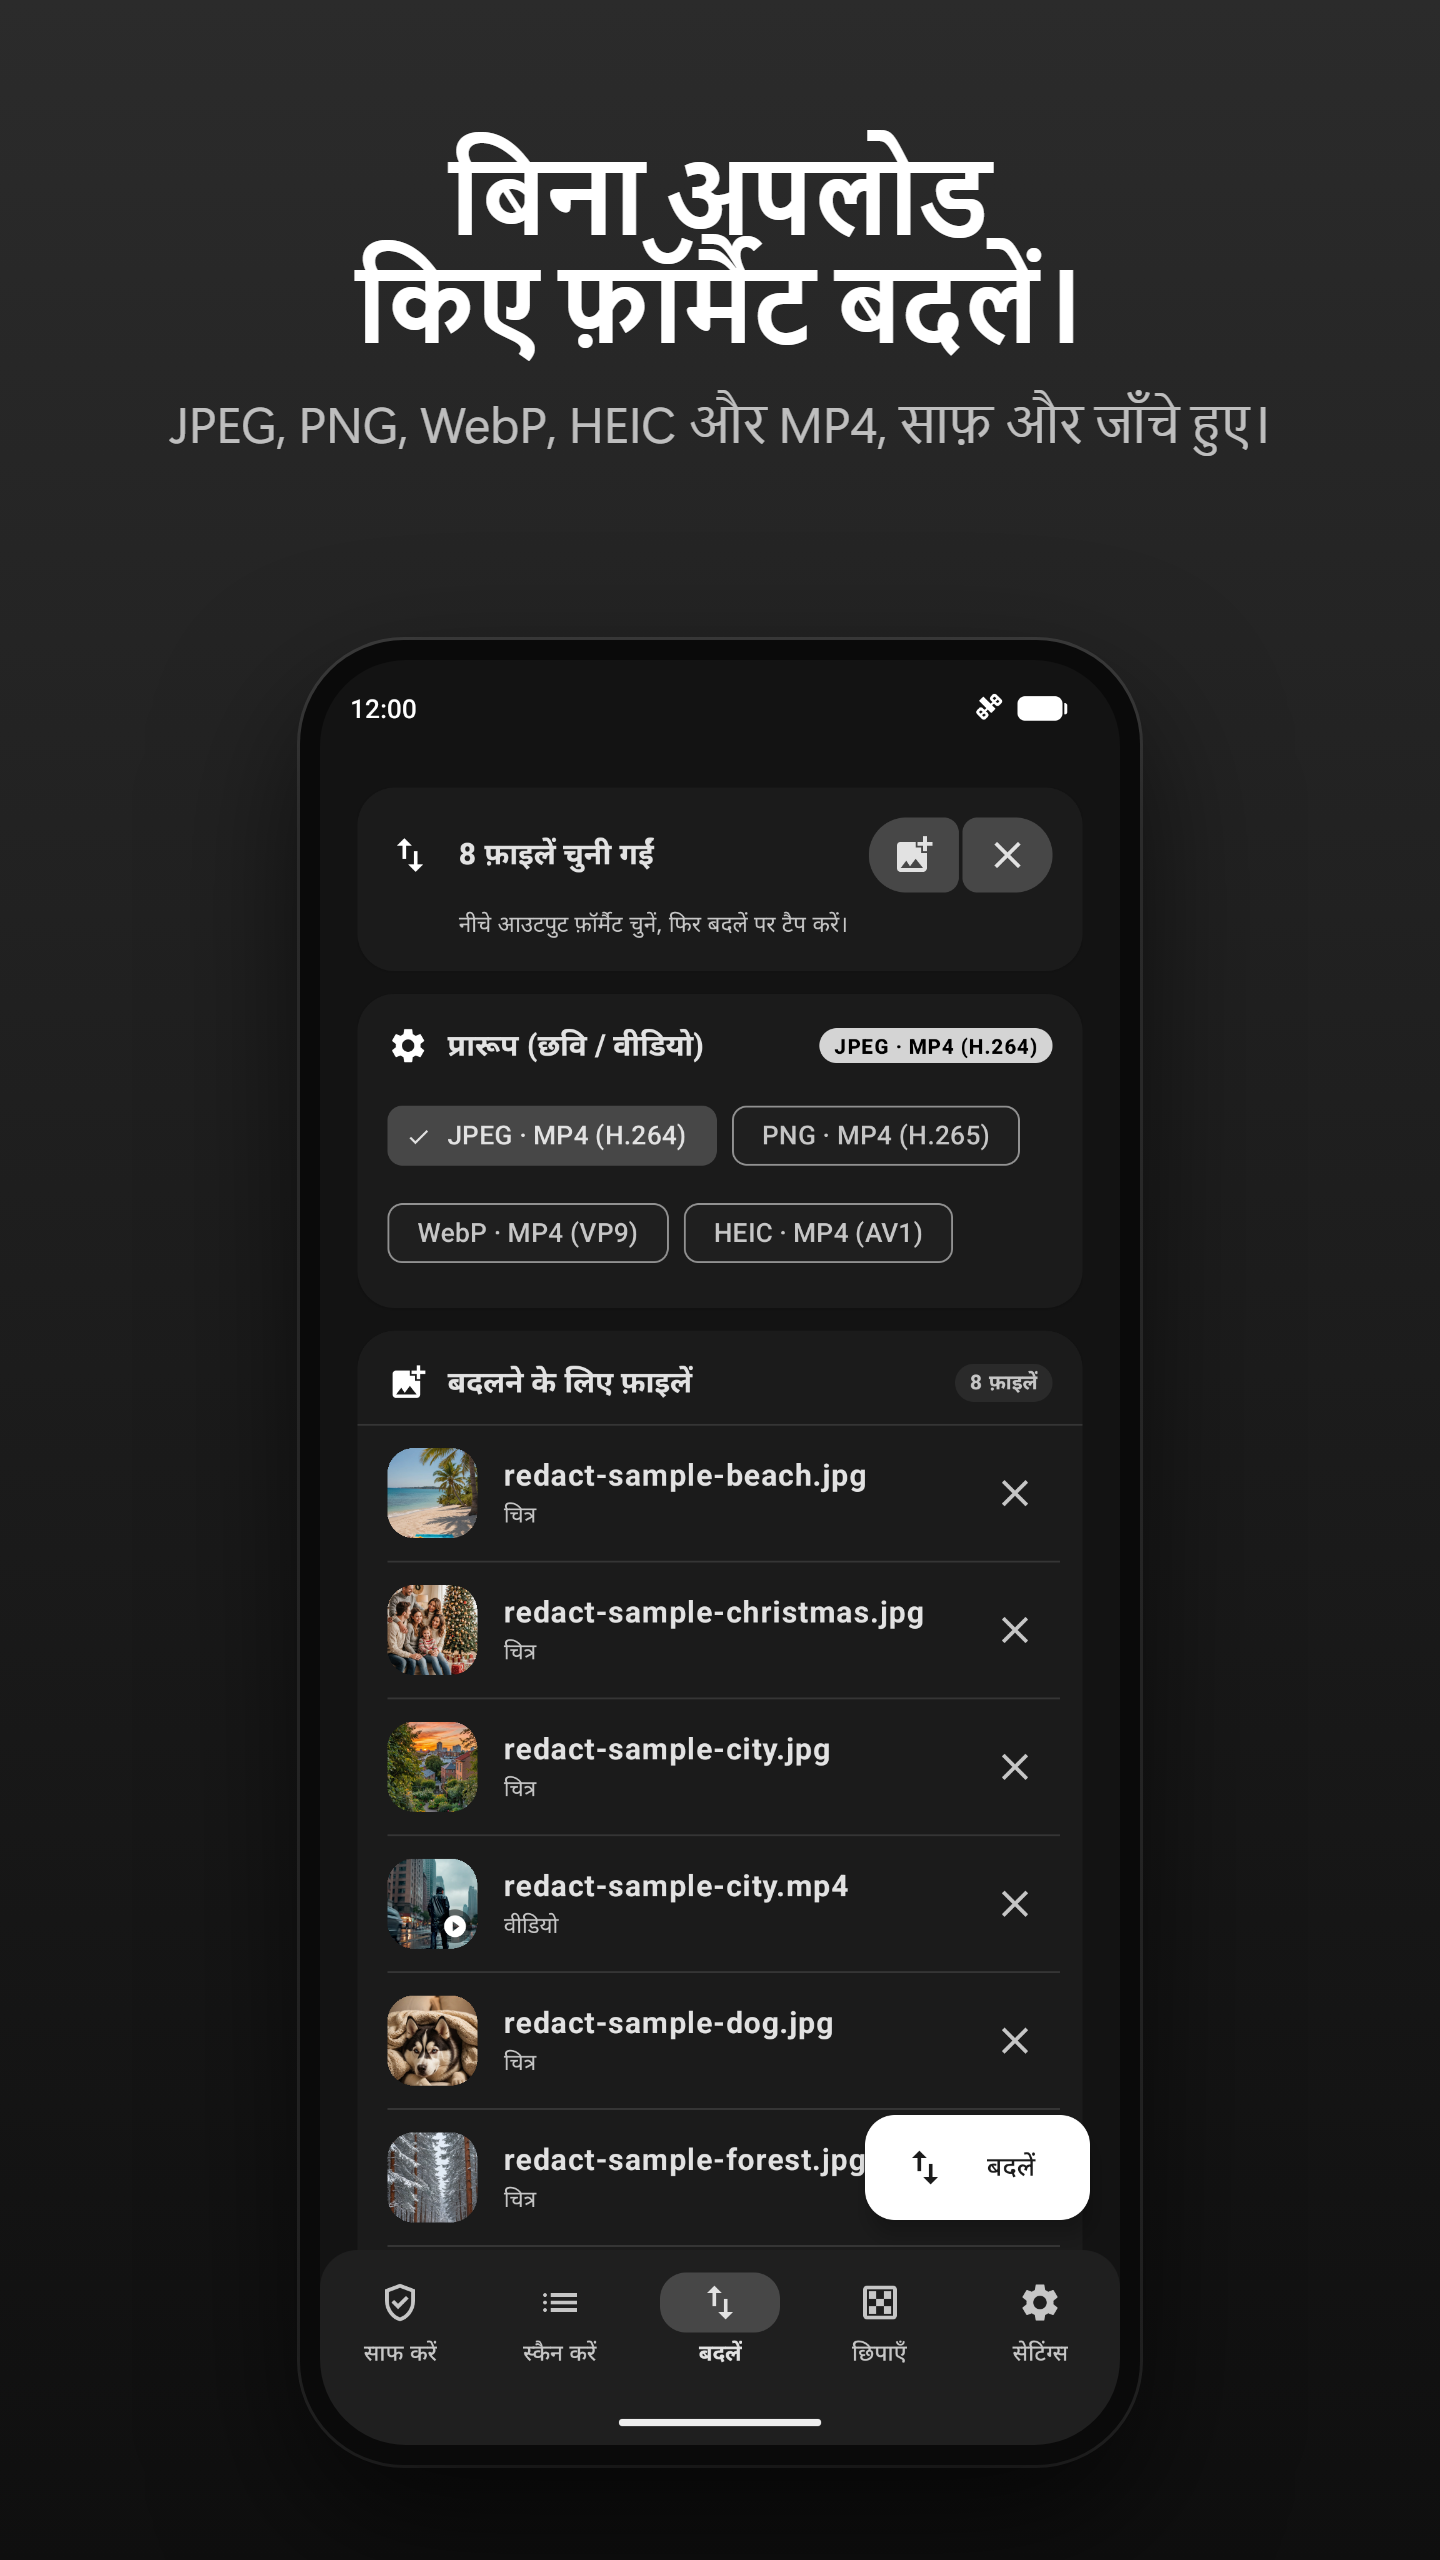 बिना अपलोड
किए फ़ॉर्मैट बदलें।
JPEG, PNG, WebP, HEIC और MP4, साफ़ और जाँचे हुए।
12:00
8 फ़ाइलें चुनी गईं
नीचे आउटपुट फ़ॉर्मैट चुनें, फिर बदलें पर टैप करें।
प्रारूप (छवि / वीडियो)
JPEG · MP4 (H.264)
JPEG · MP4 (H.264)
PNG · MP4 (H.265)
WebP · MP4 (VP9)
HEIC · MP4 (AV1)
बदलने के लिए फ़ाइलें
8 फ़ाइलें
redact-sample-beach.jpg
चित्र
redact-sample-christmas.jpg
चित्र
redact-sample-city.jpg
चित्र
redact-sample-city.mp4
वीडियो
redact-sample-dog.jpg
चित्र
redact-sample-forest.jpg
चित्र
बदलें
साफ करें
स्कैन करें
बदलें
छिपाएँ
सेटिंग्स